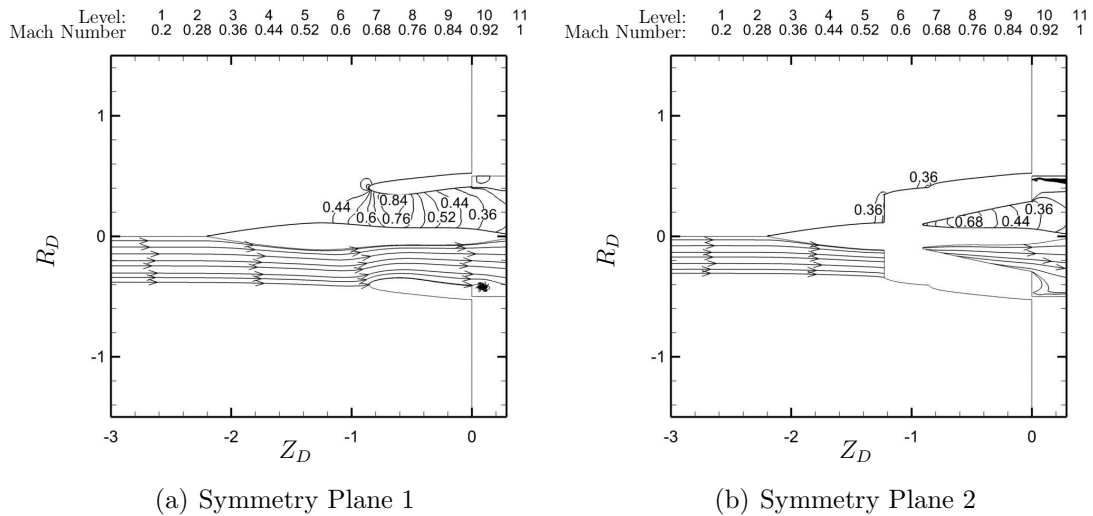 Level: 1 2 3 4 5 6 7 8 9 10 11
Mach Number: 0.2 0.28 0.36 0.44 0.52 0.6 0.68 0.76 0.84 0.92 1
1
0.44
0.84
0.44
0.6
0.76
0.52
0.36
0
R_D
-1
-3 -2 -1 0
Z_D
(a) Symmetry Plane 1
Level: 1 2 3 4 5 6 7 8 9 10 11
Mach Number: 0.2 0.28 0.36 0.44 0.52 0.6 0.68 0.76 0.84 0.92 1
1
0.36
0.36
0.36
0.68
0.44
0
R_D
-1
-3 -2 -1 0
Z_D
(b) Symmetry Plane 2